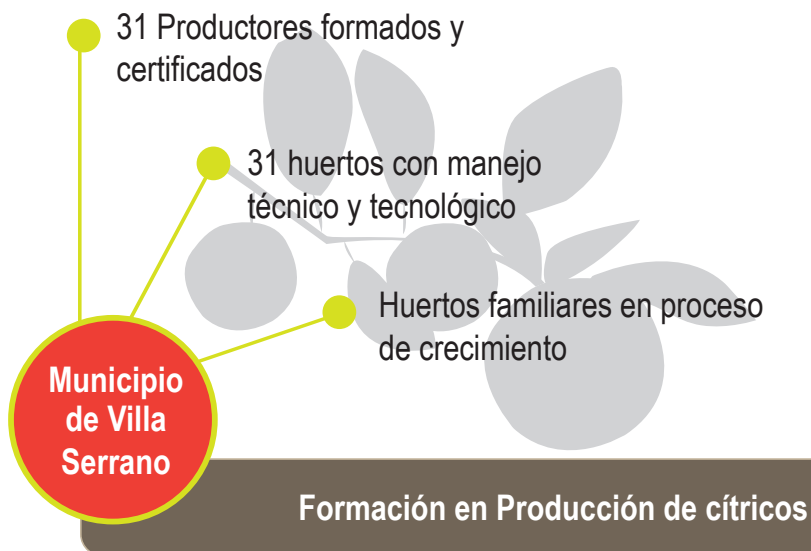 31 Productores formados y
certificados
31 huertos con manejo
técnico y tecnológico
Huertos familiares en proceso
de crecimiento
Municipio
de Villa
Serrano
Formación en Producción de cítricos